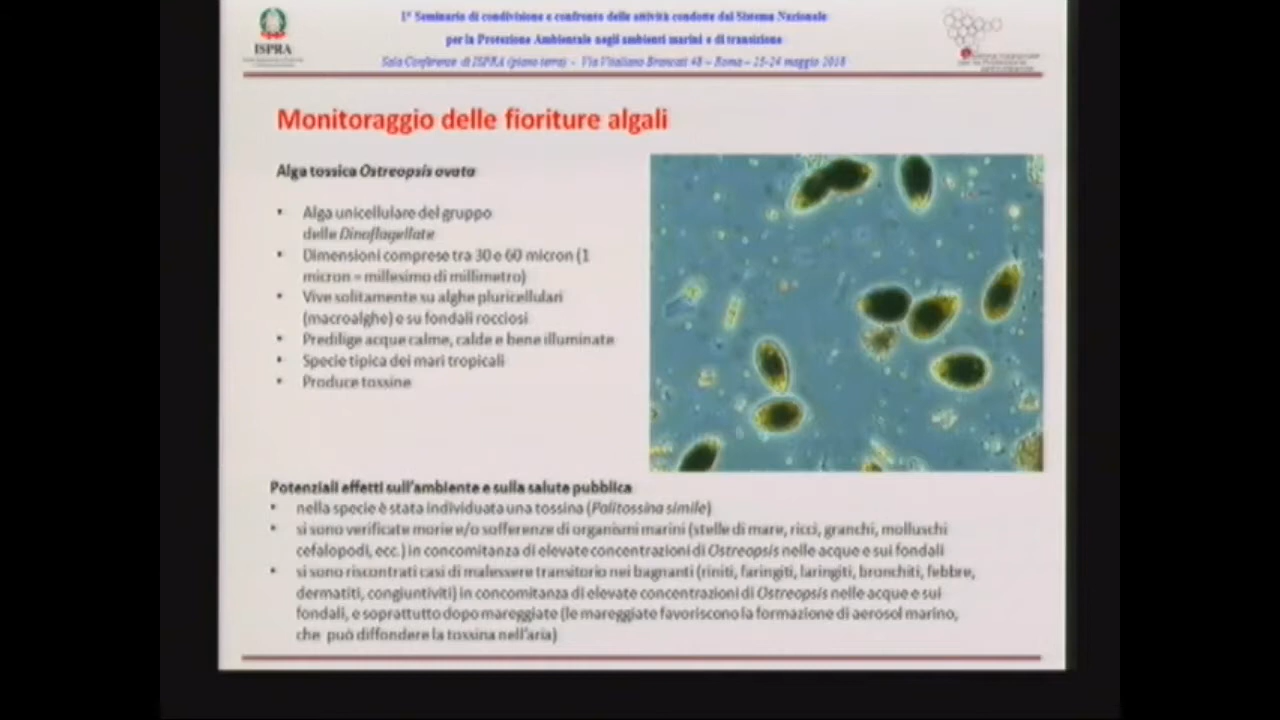 1° Seminario di condivisione e confronto delle attività condotte dal Sistema Nazionale
per la Protezione Ambientale negli ambienti marini e di transizione
Sala Conferenze di ISPRA (piano terra) - Via Vitaliano Brancati 48 – Roma – 23-24 maggio 2018
ISPRA
Monitoraggio delle fioriture algali
Alga tossica Ostreopsis ovata
• Alga unicellulare del gruppo
delle Dinoflagellate
• Dimensioni comprese tra 30 e 60 micron (1
micron = millesimo di millimetro)
• Vive solitamente su alghe pluricellulari
(macroalghe) e su fondali rocciosi
• Predilige acque calme, calde e bene illuminate
• Specie tipica dei mari tropicali
• Produce tossine
Potenziali effetti sull'ambiente e sulla salute pubblica
• nella specie è stata individuata una tossina (Palitossina simile)
• si sono verificate morie e/o sofferenze di organismi marini (stelle di mare, ricci, granchi, molluschi
cefalopodi, ecc.) in concomitanza di elevate concentrazioni di Ostreopsis nelle acque e sui fondali
• si sono riscontrati casi di malessere transitorio nei bagnanti (riniti, faringiti, laringiti, bronchiti, febbre,
dermatiti, congiuntiviti) in concomitanza di elevate concentrazioni di Ostreopsis nelle acque e sui
fondali, e soprattutto dopo mareggiate (le mareggiate favoriscono la formazione di aerosol marino,
che può diffondere la tossina nell'aria)